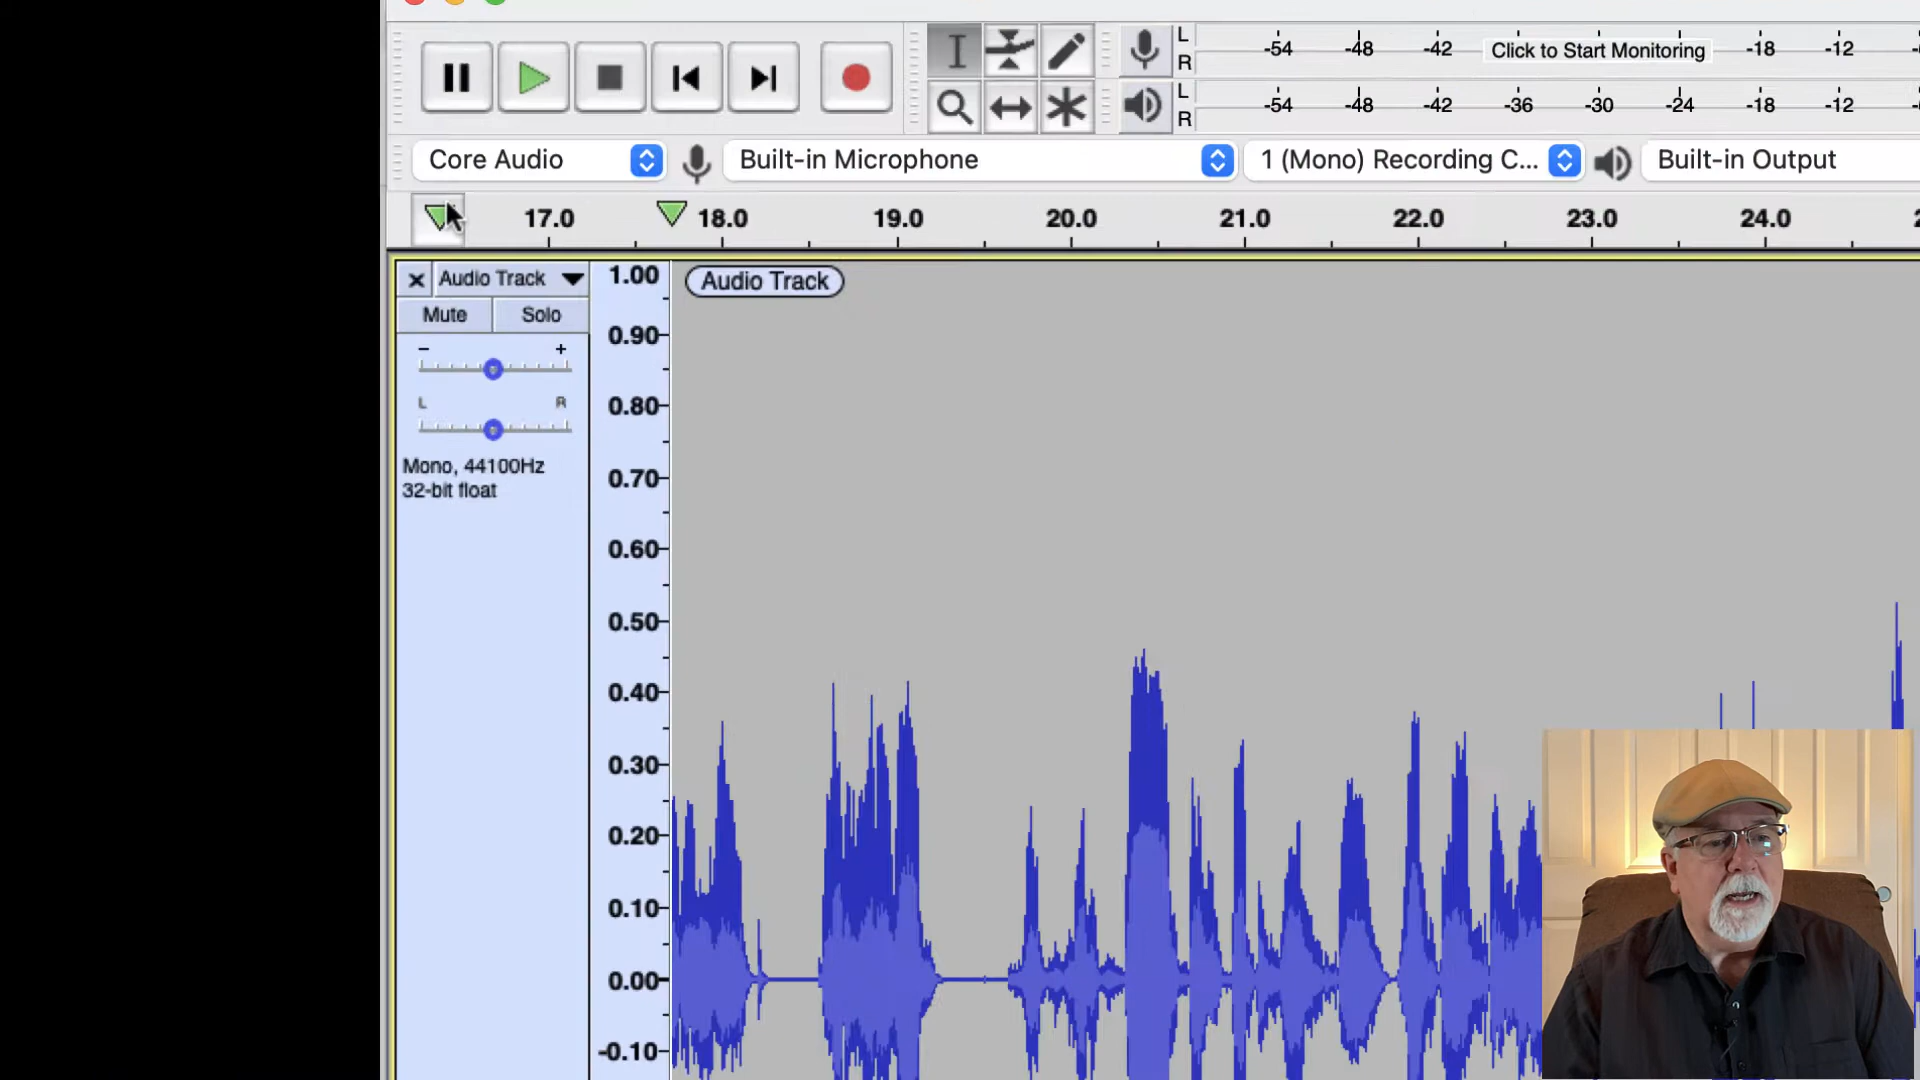 L
R
-54 -48 -42 Click to Start Monitoring -18 -12
L
R
-54 -48 -42 -36 -30 -24 -18 -12
Core Audio Built-in Microphone 1 (Mono) Recording C... Built-in Output
17.0 18.0 19.0 20.0 21.0 22.0 23.0 24.0
× Audio Track
Mute Solo
- +
L R
Mono, 44100Hz
32-bit float
1.00
0.90
0.80
0.70
0.60
0.50
0.40
0.30
0.20
0.10
0.00
-0.10
Audio Track